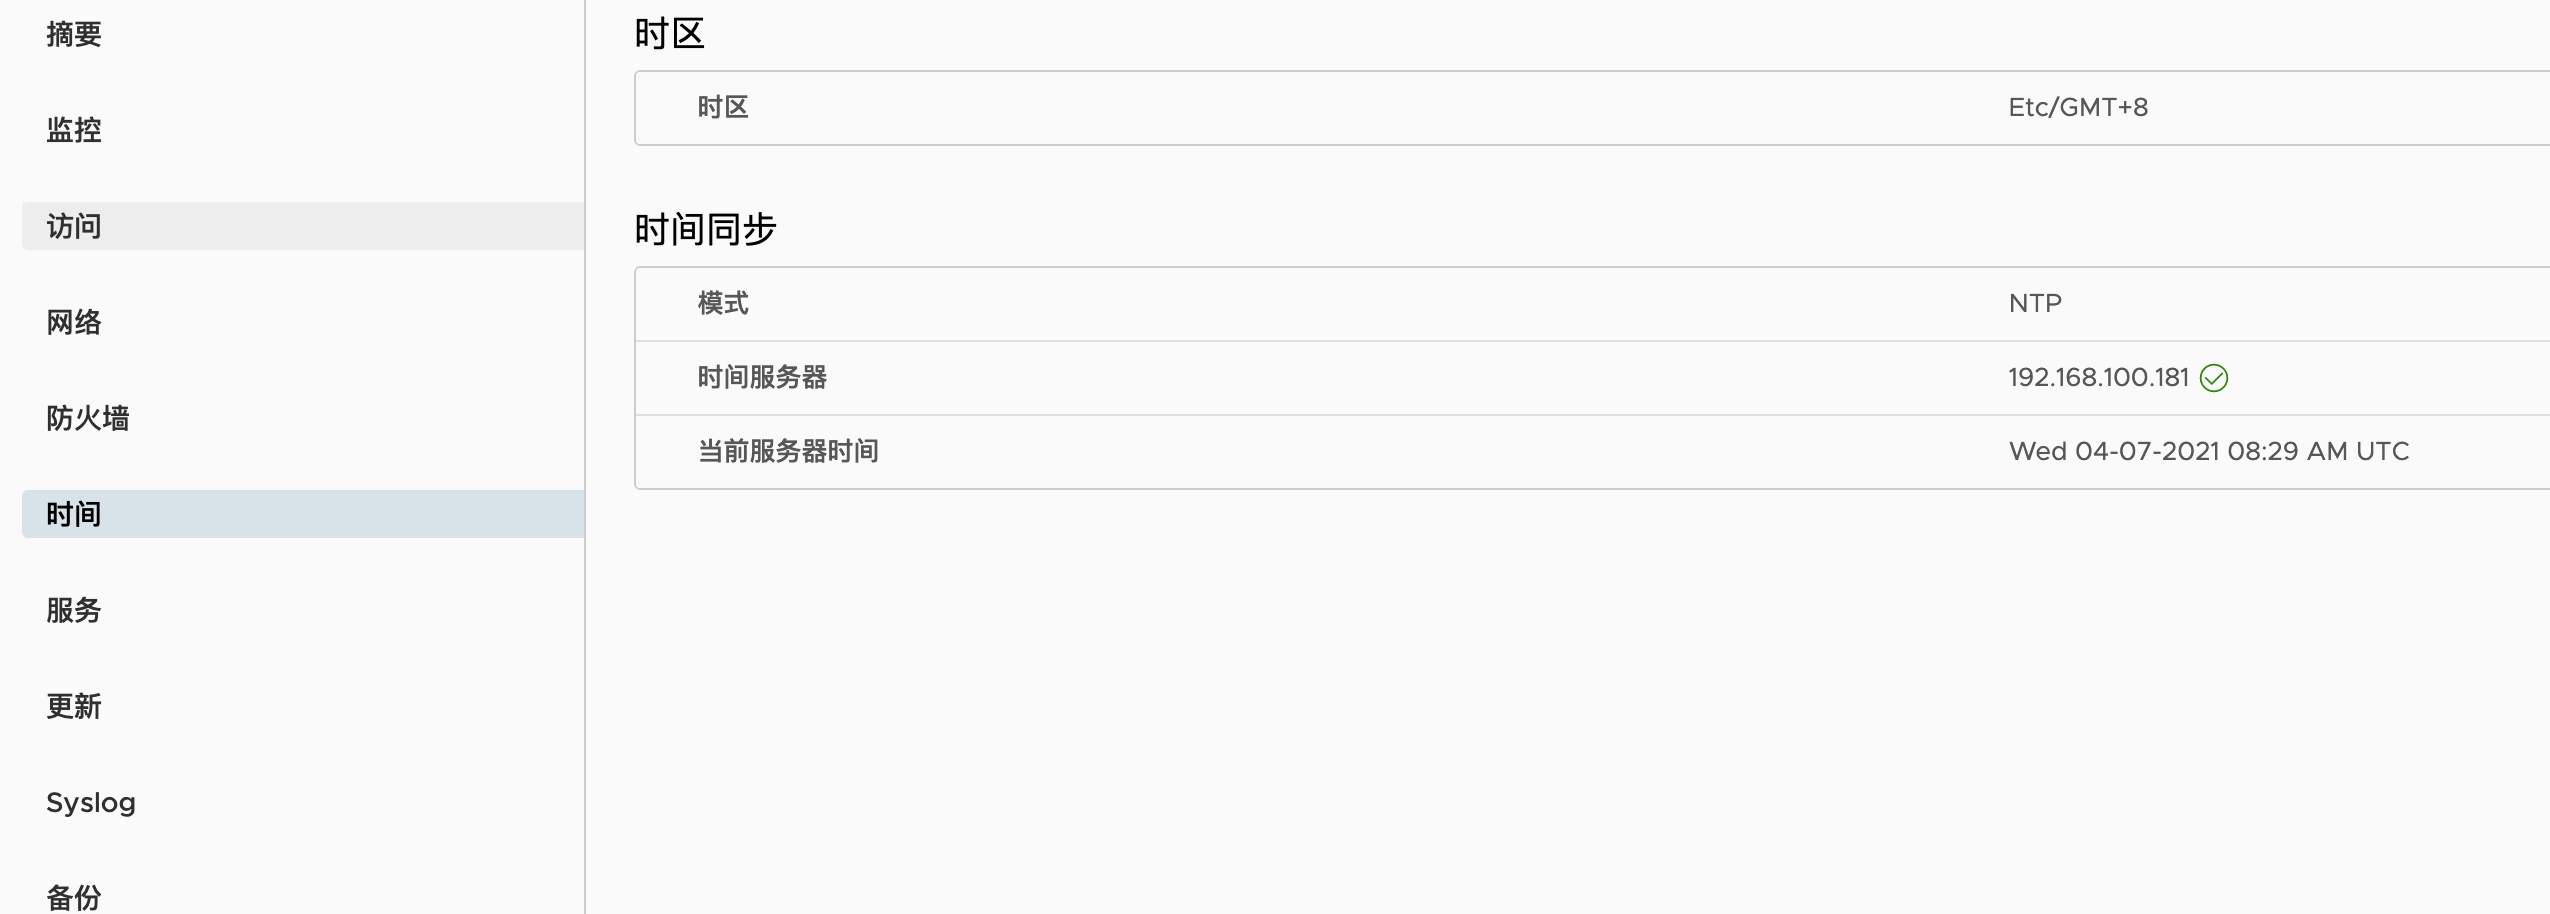 摘要
监控
访问
网络
防火墙
时间
服务
更新
Syslog
备份
时区
时区 Etc/GMT+8
时间同步
模式 NTP
时间服务器 192.168.100.181
当前服务器时间 Wed 04-07-2021 08:29 AM UTC